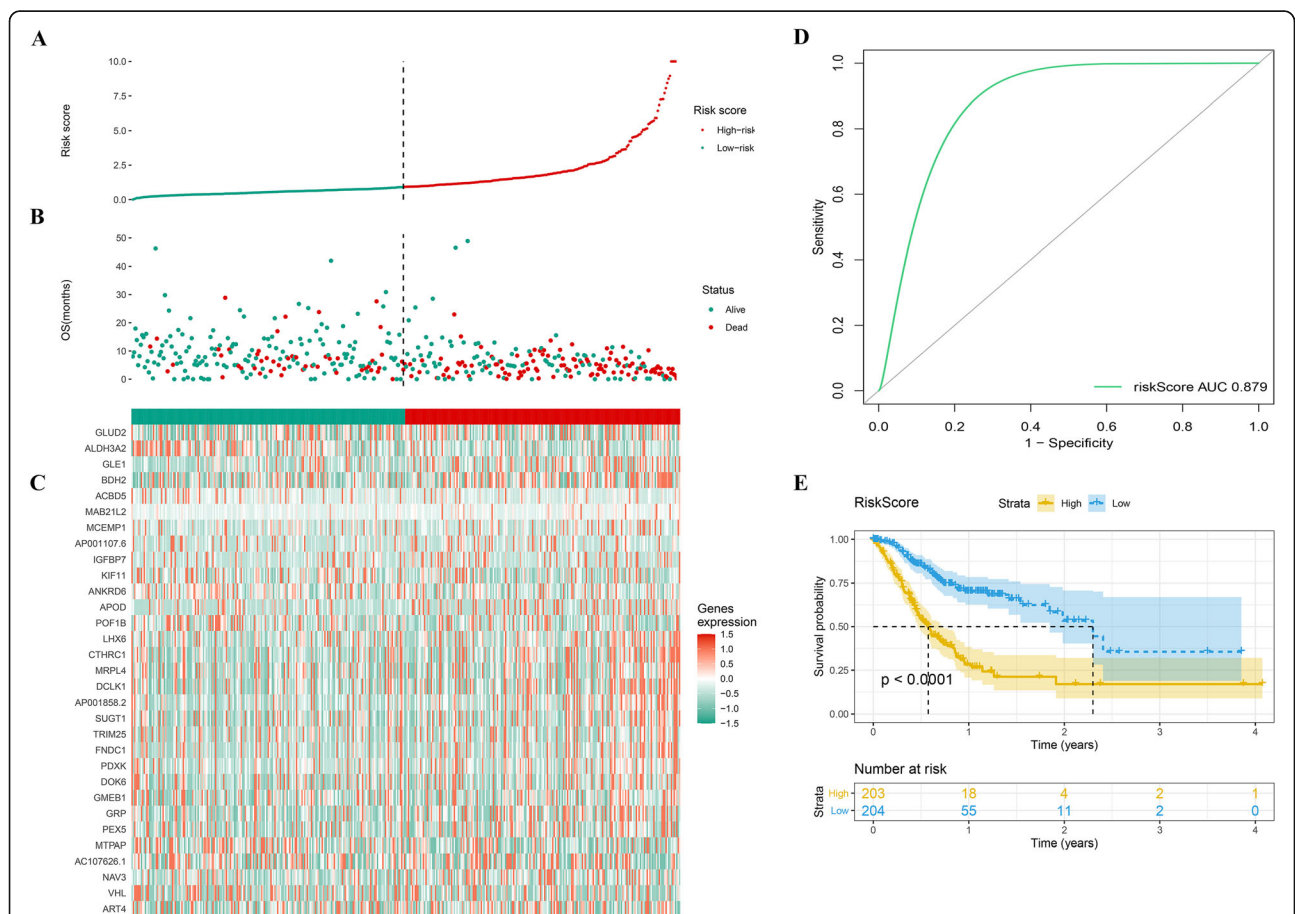 A
10.0
7.5
5.0
2.5
0.0
Risk score
Risk score
High-risk
Low-risk
B
50
40
30
20
10
0
OS(months)
Status
Alive
Dead
C
GLUD2
ALDH3A2
GLE1
BDH2
ACBD5
MAB21L2
MCEMP1
AP001107.6
IGFBP7
KIF11
ANKRD6
APOD
POF1B
LHX6
CTHRC1
MRPL4
DCLK1
AP001858.2
SUGT1
TRIM25
FNDC1
PDXK
DOK6
GMEB1
GRP
PEX5
MTPAP
AC107626.1
NAV3
VHL
ART4
Genes
expression
1.5
1.0
0.5
0.0
−0.5
−1.0
−1.5
D
1.0
0.8
0.6
0.4
0.2
0.0
Sensitivity
riskScore AUC 0.879
0.0 0.2 0.4 0.6 0.8 1.0
1 − Specificity
E
RiskScore
Strata High Low
1.00
0.75
0.50
0.25
0.00
Survival probability
p < 0.0001
0 1 2 3 4
Time (years)
Number at risk
Strata
High 203 18 4 2 1
Low 204 55 11 2 0
0 1 2 3 4
Time (years)